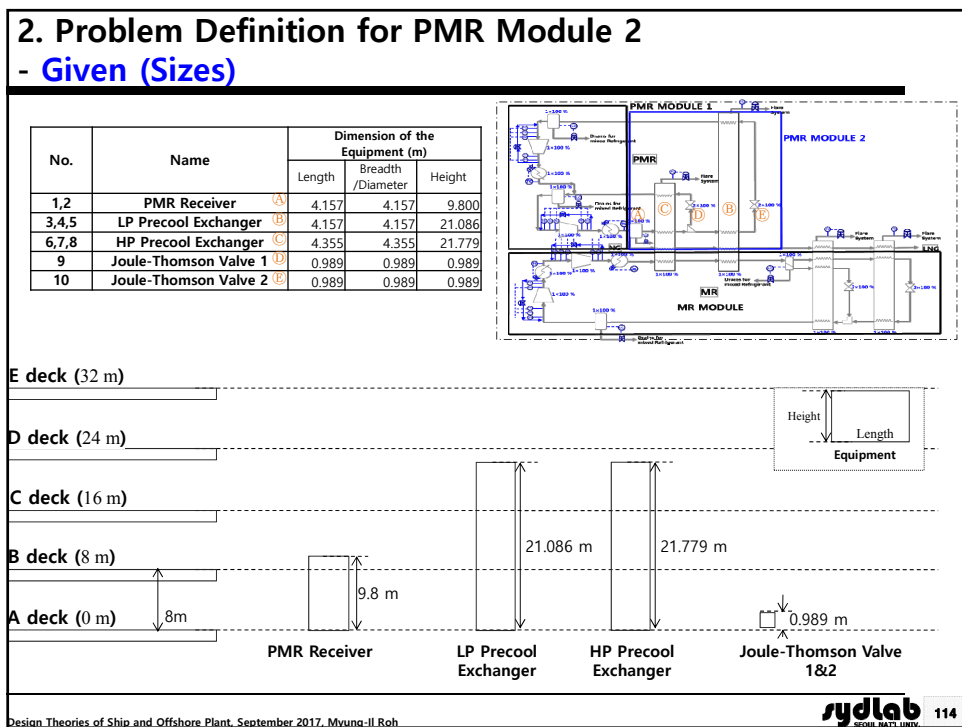 2. Problem Definition for PMR Module 2
- Given (Sizes)
No. Name Dimension of the Equipment (m)
Length Breadth /Diameter Height
1,2 PMR Receiver Ⓐ 4.157 4.157 9.800
3,4,5 LP Precool Exchanger Ⓑ 4.157 4.157 21.086
6,7,8 HP Precool Exchanger Ⓒ 4.355 4.355 21.779
9 Joule-Thomson Valve 1 Ⓓ 0.989 0.989 0.989
10 Joule-Thomson Valve 2 Ⓔ 0.989 0.989 0.989
PMR MODULE 1
PMR MODULE 2
PMR
Ⓐ Ⓒ Ⓓ Ⓑ Ⓔ
LNG
MR
MR MODULE
E deck (32 m)
D deck (24 m)
C deck (16 m)
B deck (8 m)
A deck (0 m)
8m
9.8 m
21.086 m
21.779 m
0.989 m
Height
Length
Equipment
PMR Receiver
LP Precool
Exchanger
HP Precool
Exchanger
Joule-Thomson Valve
1&2
Design Theories of Ship and Offshore Plant, September 2017, Myung-Il Roh
sydlab
SEOUL NAT'L UNIV.
114